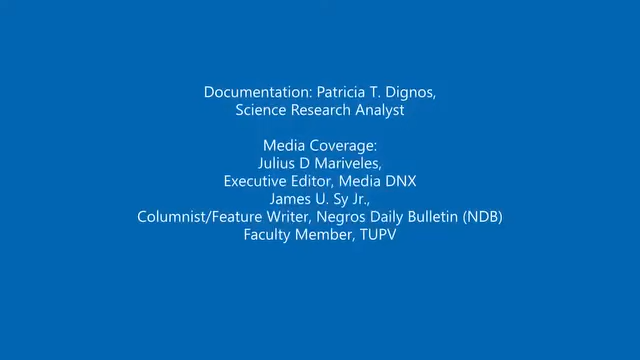 Documentation: Patricia T. Dignos,
Science Research Analyst
Media Coverage:
Julius D Mariveles,
Executive Editor, Media DNX
James U. Sy Jr.,
Columnist/Feature Writer, Negros Daily Bulletin (NDB)
Faculty Member, TUPV